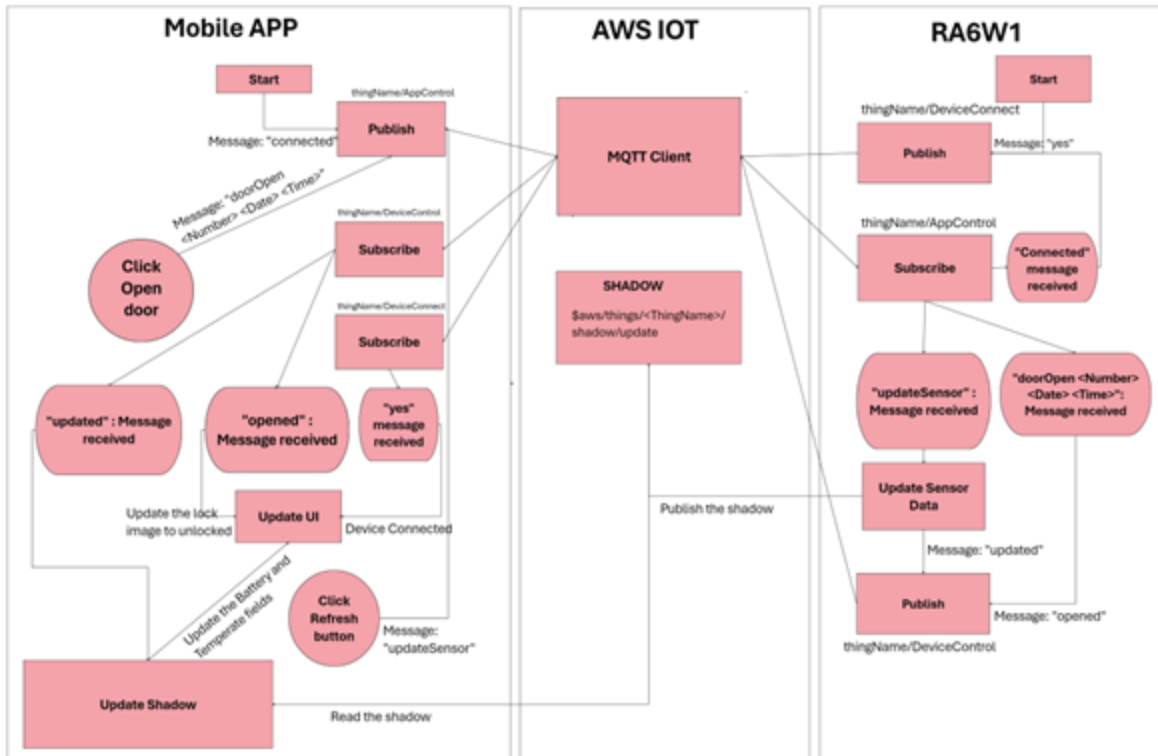 Mobile APP
Start
thingName/AppControl
Publish
Message: "connected"
Message: "doorOpen
<Number> <Date> <Time>"
Click
Open
door
thingName/DeviceControl
Subscribe
thingName/DeviceConnect
Subscribe
"updated" : Message
received
"opened" :
Message received
"yes"
message
received
Update the lock
image to unlocked
Update UI
Device Connected
Update the Battery and
Temperate fields
Click
Refresh
button
Message:
"updateSensor"
Update Shadow
Read the shadow
AWS IOT
MQTT Client
SHADOW
$aws/things/<ThingName>/
shadow/update
Publish the shadow
RA6W1
Start
thingName/DeviceConnect
Publish
Message: "yes"
thingName/AppControl
Subscribe
"Connected"
message
received
"updateSensor" :
Message received
"doorOpen <Number>
<Date> <Time>":
Message received
Update Sensor
Data
Message: "updated"
Publish
Message: "opened"
thingName/DeviceControl